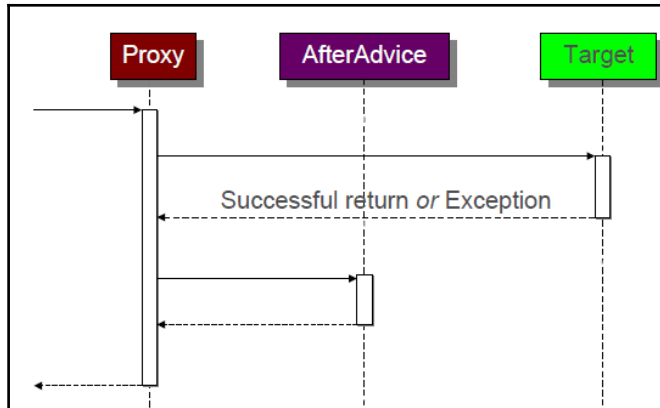 Proxy
AfterAdvice
Target
Successful return or Exception